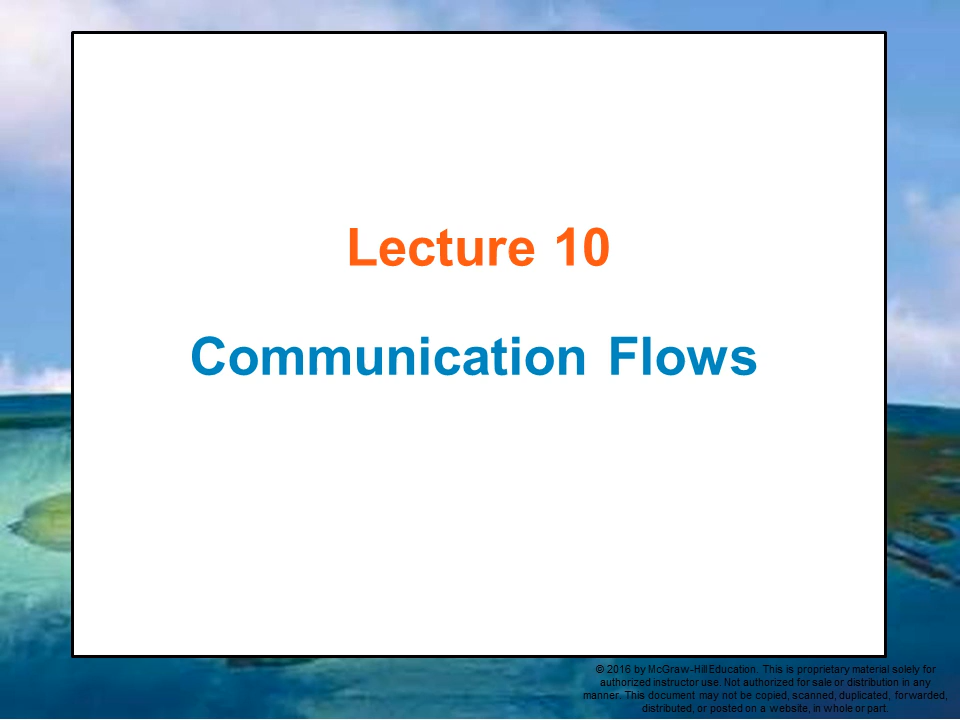 Lecture 10
Communication Flows
© 2016 by McGraw-Hill Education. This is proprietary material solely for
authorized instructor use. Not authorized for sale or distribution in any
manner. This document may not be copied, scanned, duplicated, forwarded,
distributed, or posted on a website, in whole or part.